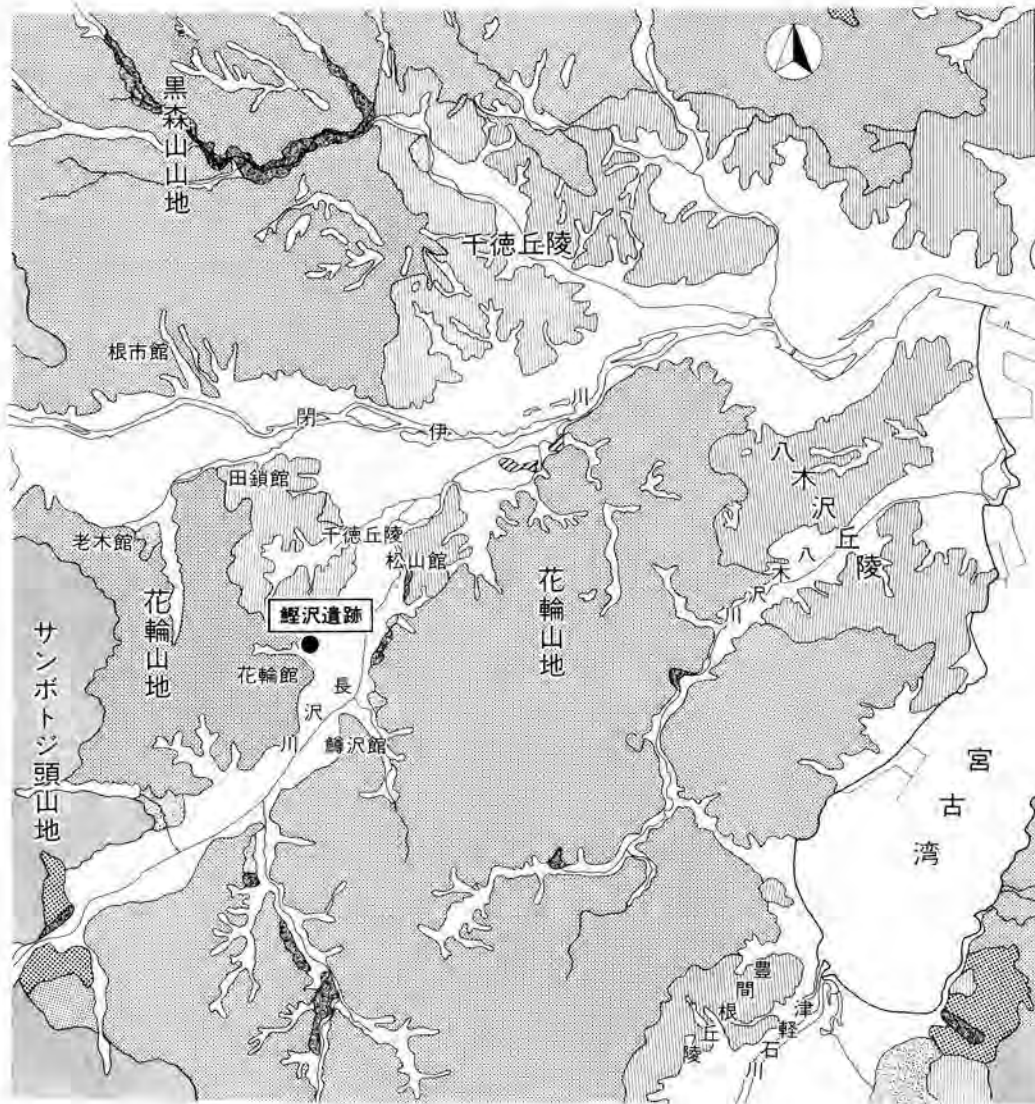 黒森山山地
千徳丘陵
根市館
閉伊川
田鎖館
千徳丘陵
松山館
老木館
八木沢丘陵
八木沢川
鰹沢遺跡
花輪山地
花輪山地
花輪館
サンボトジ頭山地
長沢川
鱒沢館
宮古湾
豊間根丘陵
津軽石川